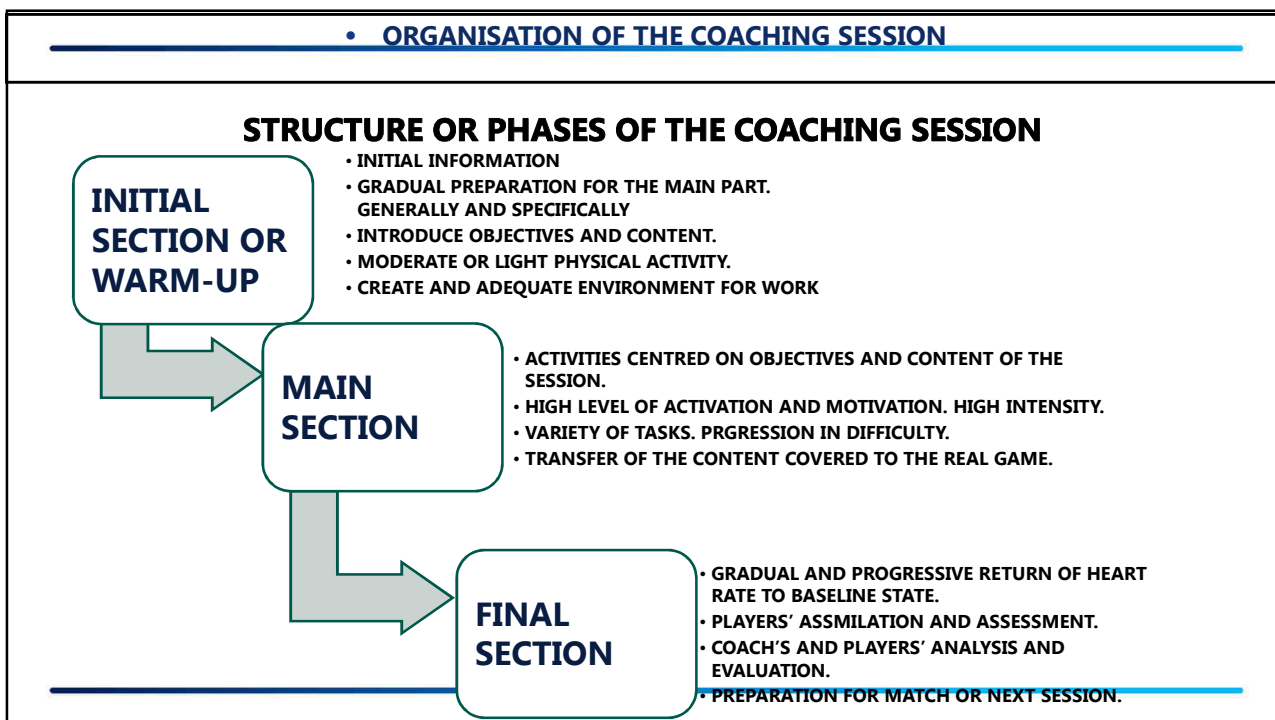 • ORGANISATION OF THE COACHING SESSION
STRUCTURE OR PHASES OF THE COACHING SESSION
INITIAL
SECTION OR
WARM-UP
• INITIAL INFORMATION
• GRADUAL PREPARATION FOR THE MAIN PART.
GENERALLY AND SPECIFICALLY
• INTRODUCE OBJECTIVES AND CONTENT.
• MODERATE OR LIGHT PHYSICAL ACTIVITY.
• CREATE AND ADEQUATE ENVIRONMENT FOR WORK
MAIN
SECTION
• ACTIVITIES CENTRED ON OBJECTIVES AND CONTENT OF THE
SESSION.
• HIGH LEVEL OF ACTIVATION AND MOTIVATION. HIGH INTENSITY.
• VARIETY OF TASKS. PRGRESSION IN DIFFICULTY.
• TRANSFER OF THE CONTENT COVERED TO THE REAL GAME.
FINAL
SECTION
• GRADUAL AND PROGRESSIVE RETURN OF HEART
RATE TO BASELINE STATE.
• PLAYERS’ ASSMILATION AND ASSESSMENT.
• COACH’S AND PLAYERS’ ANALYSIS AND
EVALUATION.
• PREPARATION FOR MATCH OR NEXT SESSION.